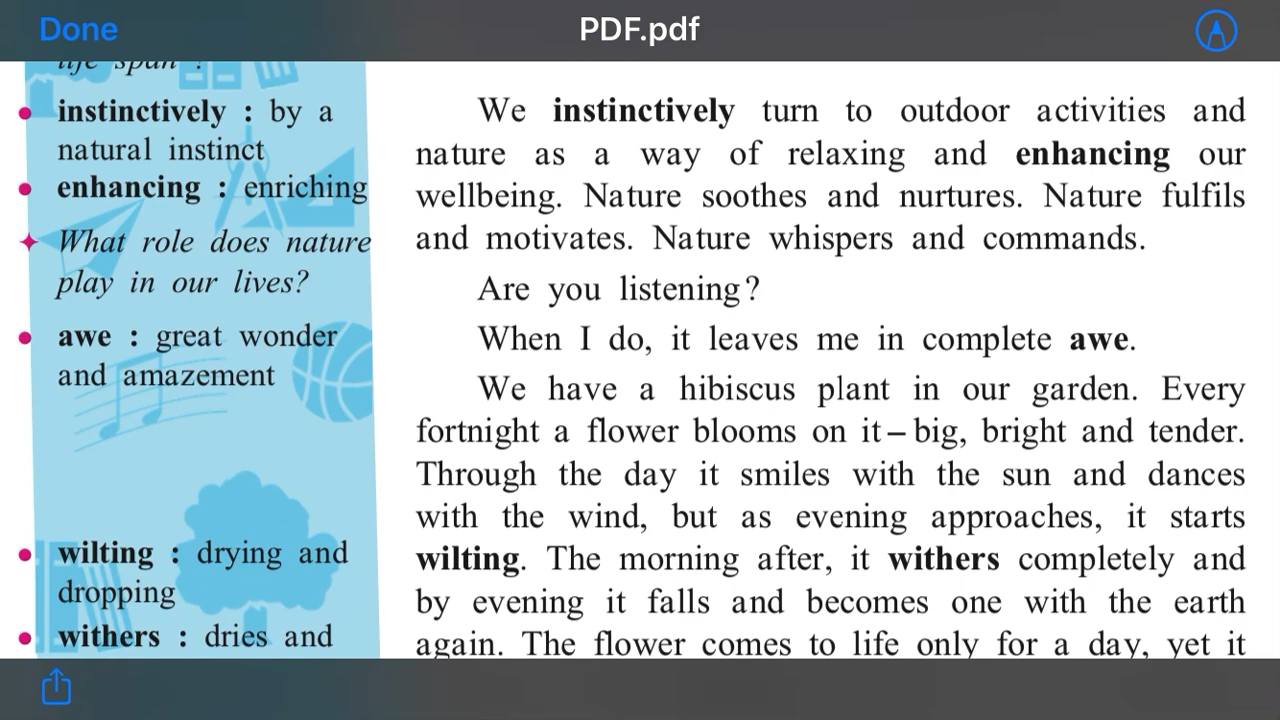 Done
PDF.pdf
life span ?
instinctively : by a
natural instinct
enhancing : enriching
What role does nature
play in our lives?
awe : great wonder
and amazement
wilting : drying and
dropping
withers : dries and
We instinctively turn to outdoor activities and
nature as a way of relaxing and enhancing our
wellbeing. Nature soothes and nurtures. Nature fulfils
and motivates. Nature whispers and commands.
Are you listening?
When I do, it leaves me in complete awe.
We have a hibiscus plant in our garden. Every
fortnight a flower blooms on it – big, bright and tender.
Through the day it smiles with the sun and dances
with the wind, but as evening approaches, it starts
wilting. The morning after, it withers completely and
by evening it falls and becomes one with the earth
again. The flower comes to life only for a day, yet it